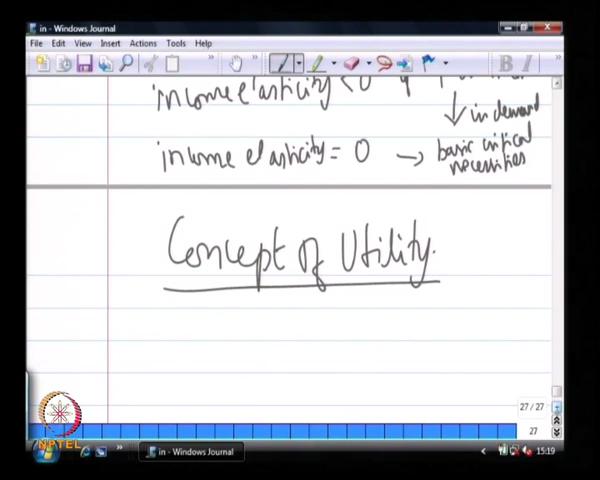 in - Windows Journal
File Edit View Insert Actions Tools Help
B I
income elasticity < 0
↓ in demand
income elasticity = 0 → basic critical
necessities
Concept of Utility.
27 / 27
27
NPTEL
in - Windows Journal
15:19